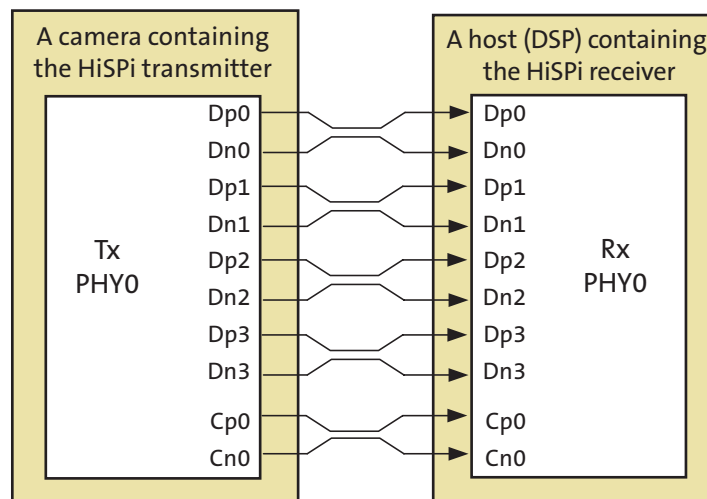 A camera containing
the HiSPi transmitter
A host (DSP) containing
the HiSPi receiver
Tx
PHY0
Dp0
Dn0
Dp1
Dn1
Dp2
Dn2
Dp3
Dn3
Cp0
Cn0
Dp0
Dn0
Dp1
Dn1
Dp2
Dn2
Dp3
Dn3
Cp0
Cn0
Rx
PHY0